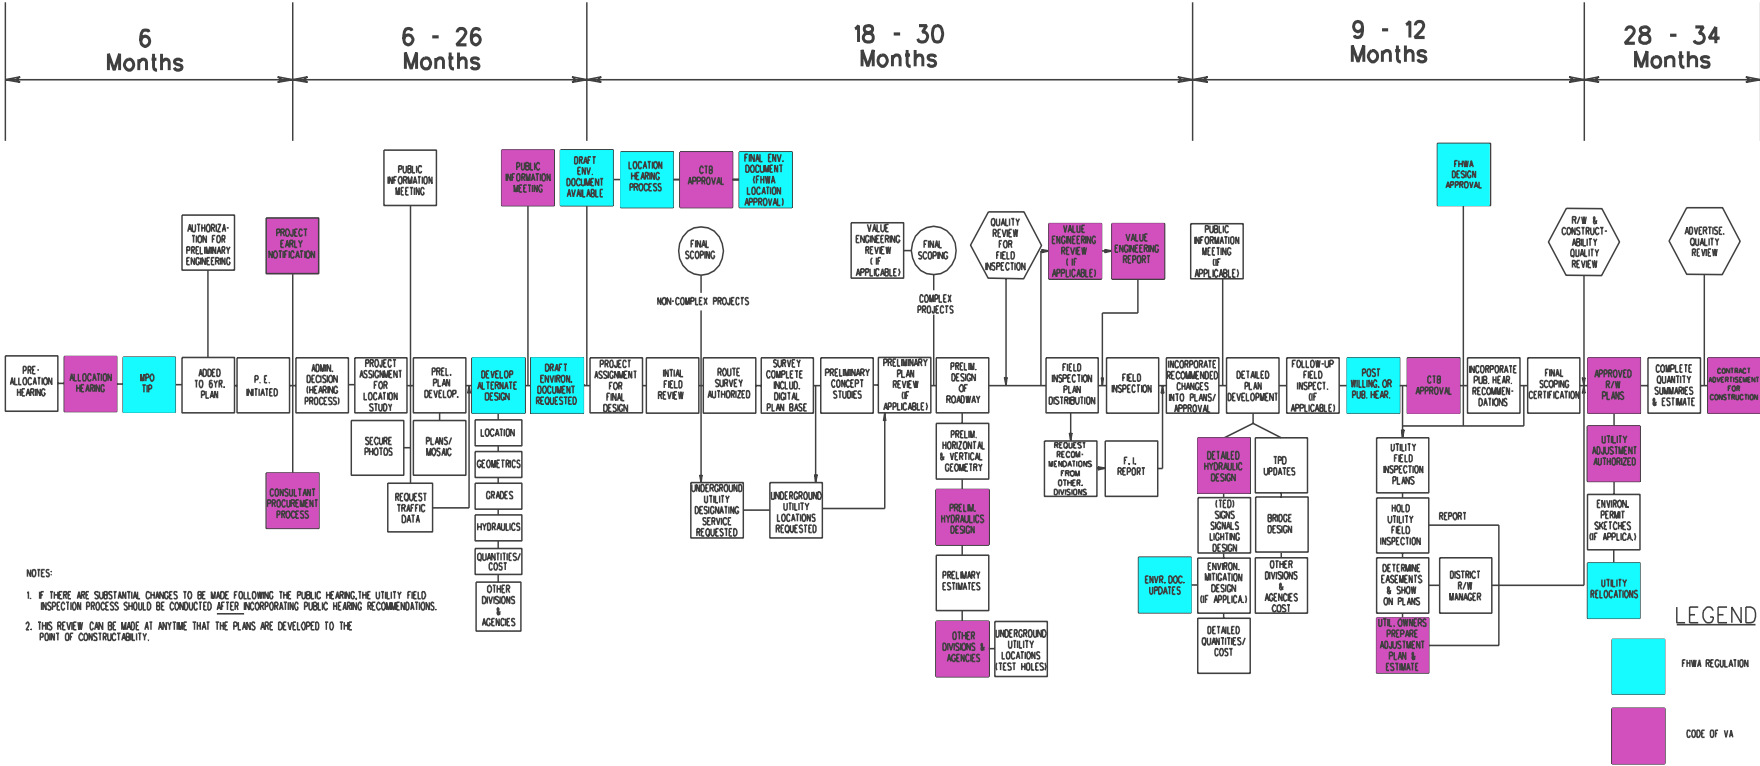 6
Months
6 - 26
Months
18 - 30
Months
9 - 12
Months
28 - 34
Months
PUBLIC
INFORMATION
MEETING
PUBLIC
INFORMATION
MEETING
DRAFT
ENV.
DOCUMENT
AVAILABLE
LOCATION
HEARING
PROCESS
CTB
APPROVAL
FINAL ENV.
DOCUMENT
(FHWA
LOCATION
APPROVAL)
FHWA
DESIGN
APPROVAL
AUTHORIZA-
TION FOR
PRELIMINARY
ENGINEERING
PROJECT
EARLY
NOTIFICATION
FINAL
SCOPING
VALUE
ENGINEERING
REVIEW
( IF
APPLICABLE)
FINAL
SCOPING
QUALITY
REVIEW
FOR
FIELD
INSPECTION
VALUE
ENGINEERING
REVIEW
( IF
APPLICABLE)
VALUE
ENGINEERING
REPORT
PUBLIC
INFORMATION
MEETING
(IF
APPLICABLE)
R/W &
CONSTRUCT-
ABILITY
QUALITY
REVIEW
ADVERTISE.
QUALITY
REVIEW
NON-COMPLEX PROJECTS
COMPLEX
PROJECTS
PRE-
ALLOCATION
HEARING
ALLOCATION
HEARING
MPO
TIP
ADDED
TO 6YR.
PLAN
P. E.
INITIATED
ADMIN.
DECISION
(HEARING
PROCESS)
PROJECT
ASSIGNMENT
FOR
LOCATION
STUDY
PREL.
PLAN
DEVELOP.
DEVELOP
ALTERNATE
DESIGN
DRAFT
ENVIRON.
DOCUMENT
REQUESTED
PROJECT
ASSIGNMENT
FOR
FINAL
DESIGN
INTIAL
FIELD
REVIEW
ROUTE
SURVEY
AUTHORIZED
SURVEY
COMPLETE
INCLUD.
DIGITAL
PLAN BASE
PRELIMINARY
CONCEPT
STUDIES
PRELIMINARY
PLAN
REVIEW
(IF
APPLICABLE)
PRELIM.
DESIGN
OF
ROADWAY
FIELD
INSPECTION
PLAN
DISTRIBUTION
FIELD
INSPECTION
INCORPORATE
RECOMMENDED
CHANGES
INTO PLANS/
APPROVAL
DETAILED
PLAN
DEVELOPMENT
FOLLOW-UP
FIELD
INSPECT.
(IF
APPLICABLE)
POST
WILLING. OR
PUB. HEAR.
CTB
APPROVAL
INCORPORATE
PUB. HEAR.
RECOMMEN-
DATIONS
FINAL
SCOPING
CERTIFICATION
APPROVED
R/W
PLANS
COMPLETE
QUANTITY
SUMMARIES
& ESTIMATE
CONTRACT
ADVERTISEMENT
FOR
CONSTRUCTION
SECURE
PHOTOS
PLANS/
MOSAIC
LOCATION
GEOMETRICS
GRADES
HYDRAULICS
QUANTITIES/
COST
OTHER
DIVISIONS
&
AGENCIES
REQUEST
TRAFFIC
DATA
CONSULTANT
PROCUREMENT
PROCESS
UNDERGROUND
UTILITY
DESIGNATING
SERVICE
REQUESTED
UNDERGROUND
UTILITY
LOCATIONS
REQUESTED
PRELIM.
HORIZONTAL
& VERTICAL
GEOMETRY
PRELIM.
HYDRAULICS
DESIGN
PRELIMARY
ESTIMATES
OTHER
DIVISIONS &
AGENCIES
UNDERGROUND
UTILITY
LOCATIONS
(TEST HOLES)
REQUEST
RECOM-
MENDATIONS
FROM
OTHER.
DIVISIONS
F. I.
REPORT
DETAILED
HYDRAULIC
DESIGN
TPD
UPDATES
(TED)
SIGNS
SIGNALS
LIGHTING
DESIGN
BRIDGE
DESIGN
ENVR. DOC.
UPDATES
ENVIRON.
MITIGATION
DESIGN
(IF APPLICA.)
OTHER
DIVISIONS
&
AGENCIES
COST
DETAILED
QUANTITIES/
COST
UTILITY
FIELD
INSPECTION
PLANS
HOLD
UTILITY
FIELD
INSPECTION
REPORT
DETERMINE
EASEMENTS
& SHOW
ON PLANS
DISTRICT
R/W
MANAGER
UTIL. OWNERS
PREPARE
ADJUSTMENT
PLAN &
ESTIMATE
UTILITY
ADJUSTMENT
AUTHORIZED
ENVIRON.
PERMIT
SKETCHES
(IF APPLICA.)
UTILITY
RELOCATIONS
NOTES:
1. IF THERE ARE SUBSTANTIAL CHANGES TO BE MADE FOLLOWING THE PUBLIC HEARING,THE UTILITY FIELD
INSPECTION PROCESS SHOULD BE CONDUCTED AFTER INCORPORATING PUBLIC HEARING RECOMMENDATIONS.
2. THIS REVIEW CAN BE MADE AT ANYTIME THAT THE PLANS ARE DEVELOPED TO THE
POINT OF CONSTRUCTABILITY.
LEGEND
FHWA REGULATION
CODE OF VA